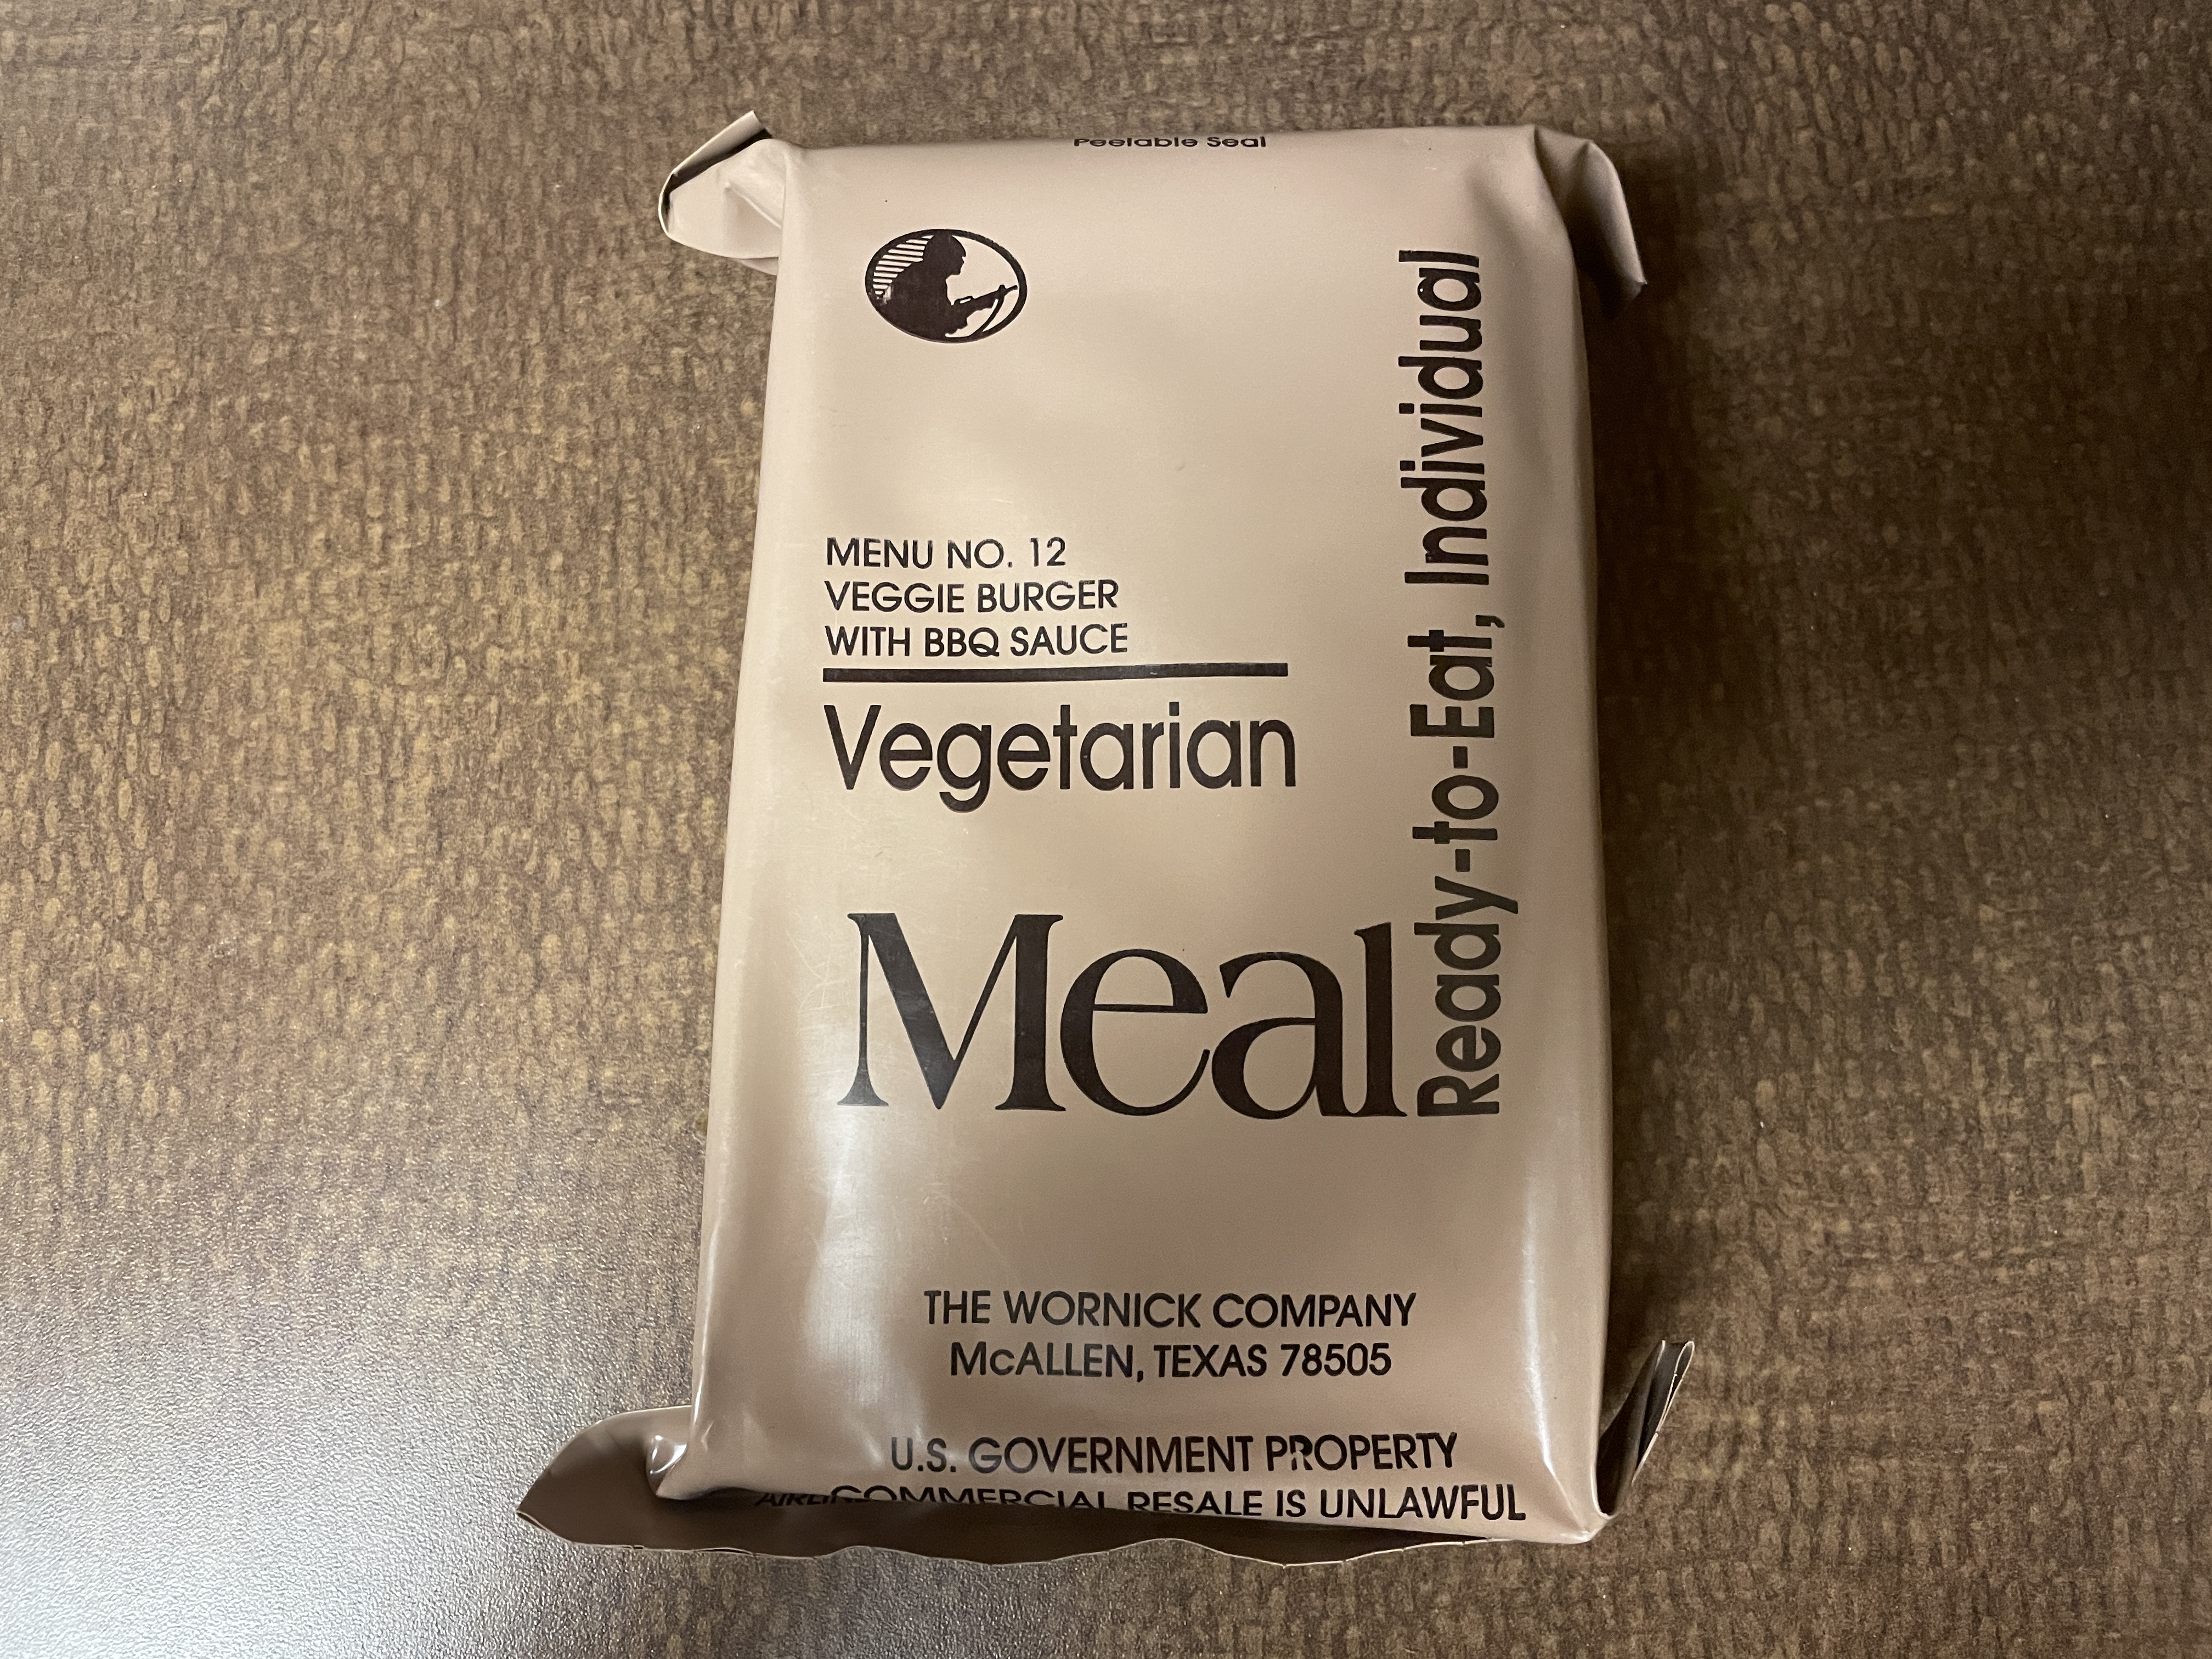 Peelable Seal
MENU NO. 12
VEGGIE BURGER
WITH BBQ SAUCE
Vegetarian
Meal
Ready-to-Eat, Individual
THE WORNICK COMPANY
McALLEN, TEXAS 78505
U.S. GOVERNMENT PROPERTY
COMMERCIAL RESALE IS UNLAWFUL